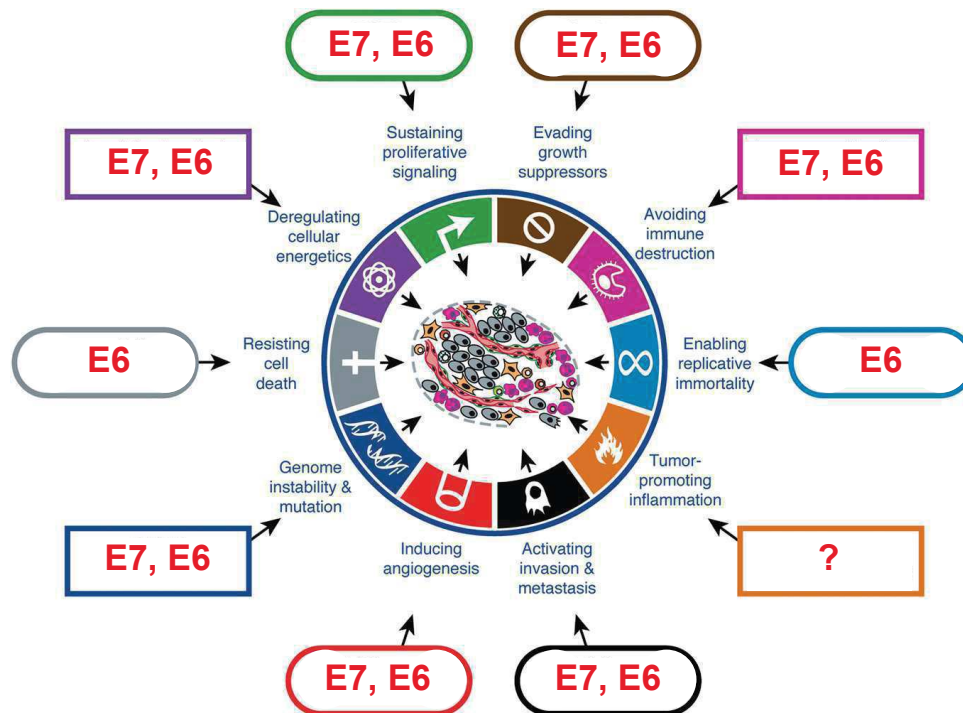 E7, E6
E7, E6
Sustaining
proliferative
signaling
Evading
growth
suppressors
E7, E6
E7, E6
Deregulating
cellular
energetics
Avoiding
immune
destruction
E6
Resisting
cell
death
Enabling
replicative
immortality
E6
Genome
instability &
mutation
Tumor-
promoting
inflammation
E7, E6
Inducing
angiogenesis
Activating
invasion &
metastasis
?
E7, E6
E7, E6